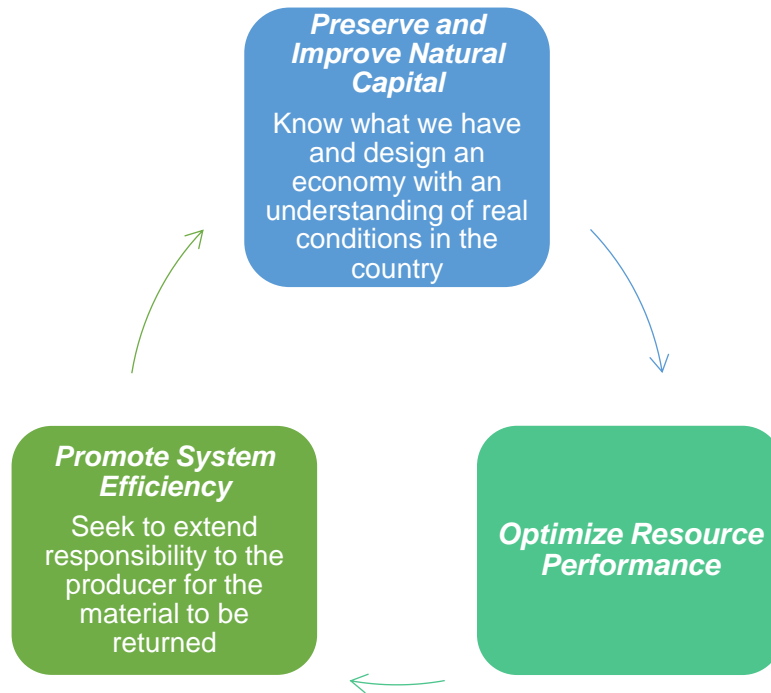 Preserve and
Improve Natural
Capital
Know what we have
and design an
economy with an
understanding of real
conditions in the
country
Optimize Resource
Performance
Promote System
Efficiency
Seek to extend
responsibility to the
producer for the
material to be
returned